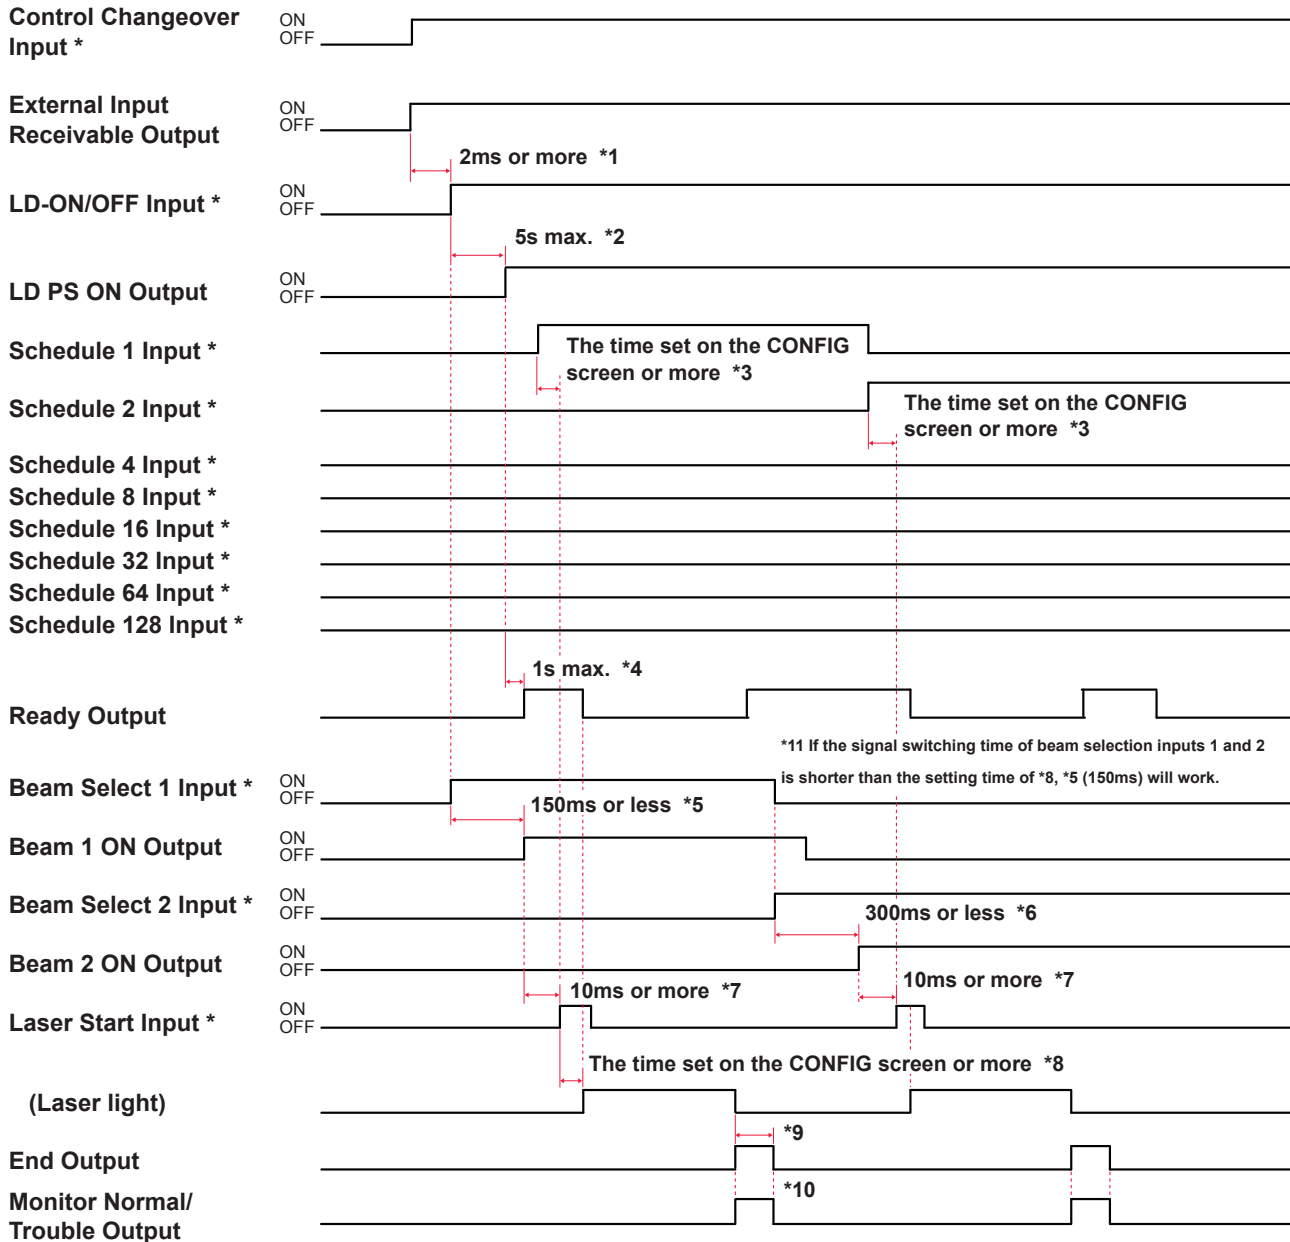 Control Changeover
Input *
ON
OFF
External Input
Receivable Output
ON
OFF
2ms or more *1
LD-ON/OFF Input *
ON
OFF
5s max. *2
LD PS ON Output
ON
OFF
Schedule 1 Input *
The time set on the CONFIG
screen or more *3
Schedule 2 Input *
The time set on the CONFIG
screen or more *3
Schedule 4 Input *
Schedule 8 Input *
Schedule 16 Input *
Schedule 32 Input *
Schedule 64 Input *
Schedule 128 Input *
1s max. *4
Ready Output
*11 If the signal switching time of beam selection inputs 1 and 2
is shorter than the setting time of *8, *5 (150ms) will work.
Beam Select 1 Input *
ON
OFF
150ms or less *5
Beam 1 ON Output
ON
OFF
Beam Select 2 Input *
ON
OFF
300ms or less *6
Beam 2 ON Output
ON
OFF
10ms or more *7
10ms or more *7
Laser Start Input *
ON
OFF
The time set on the CONFIG screen or more *8
(Laser light)
*9
End Output
*10
Monitor Normal/
Trouble Output